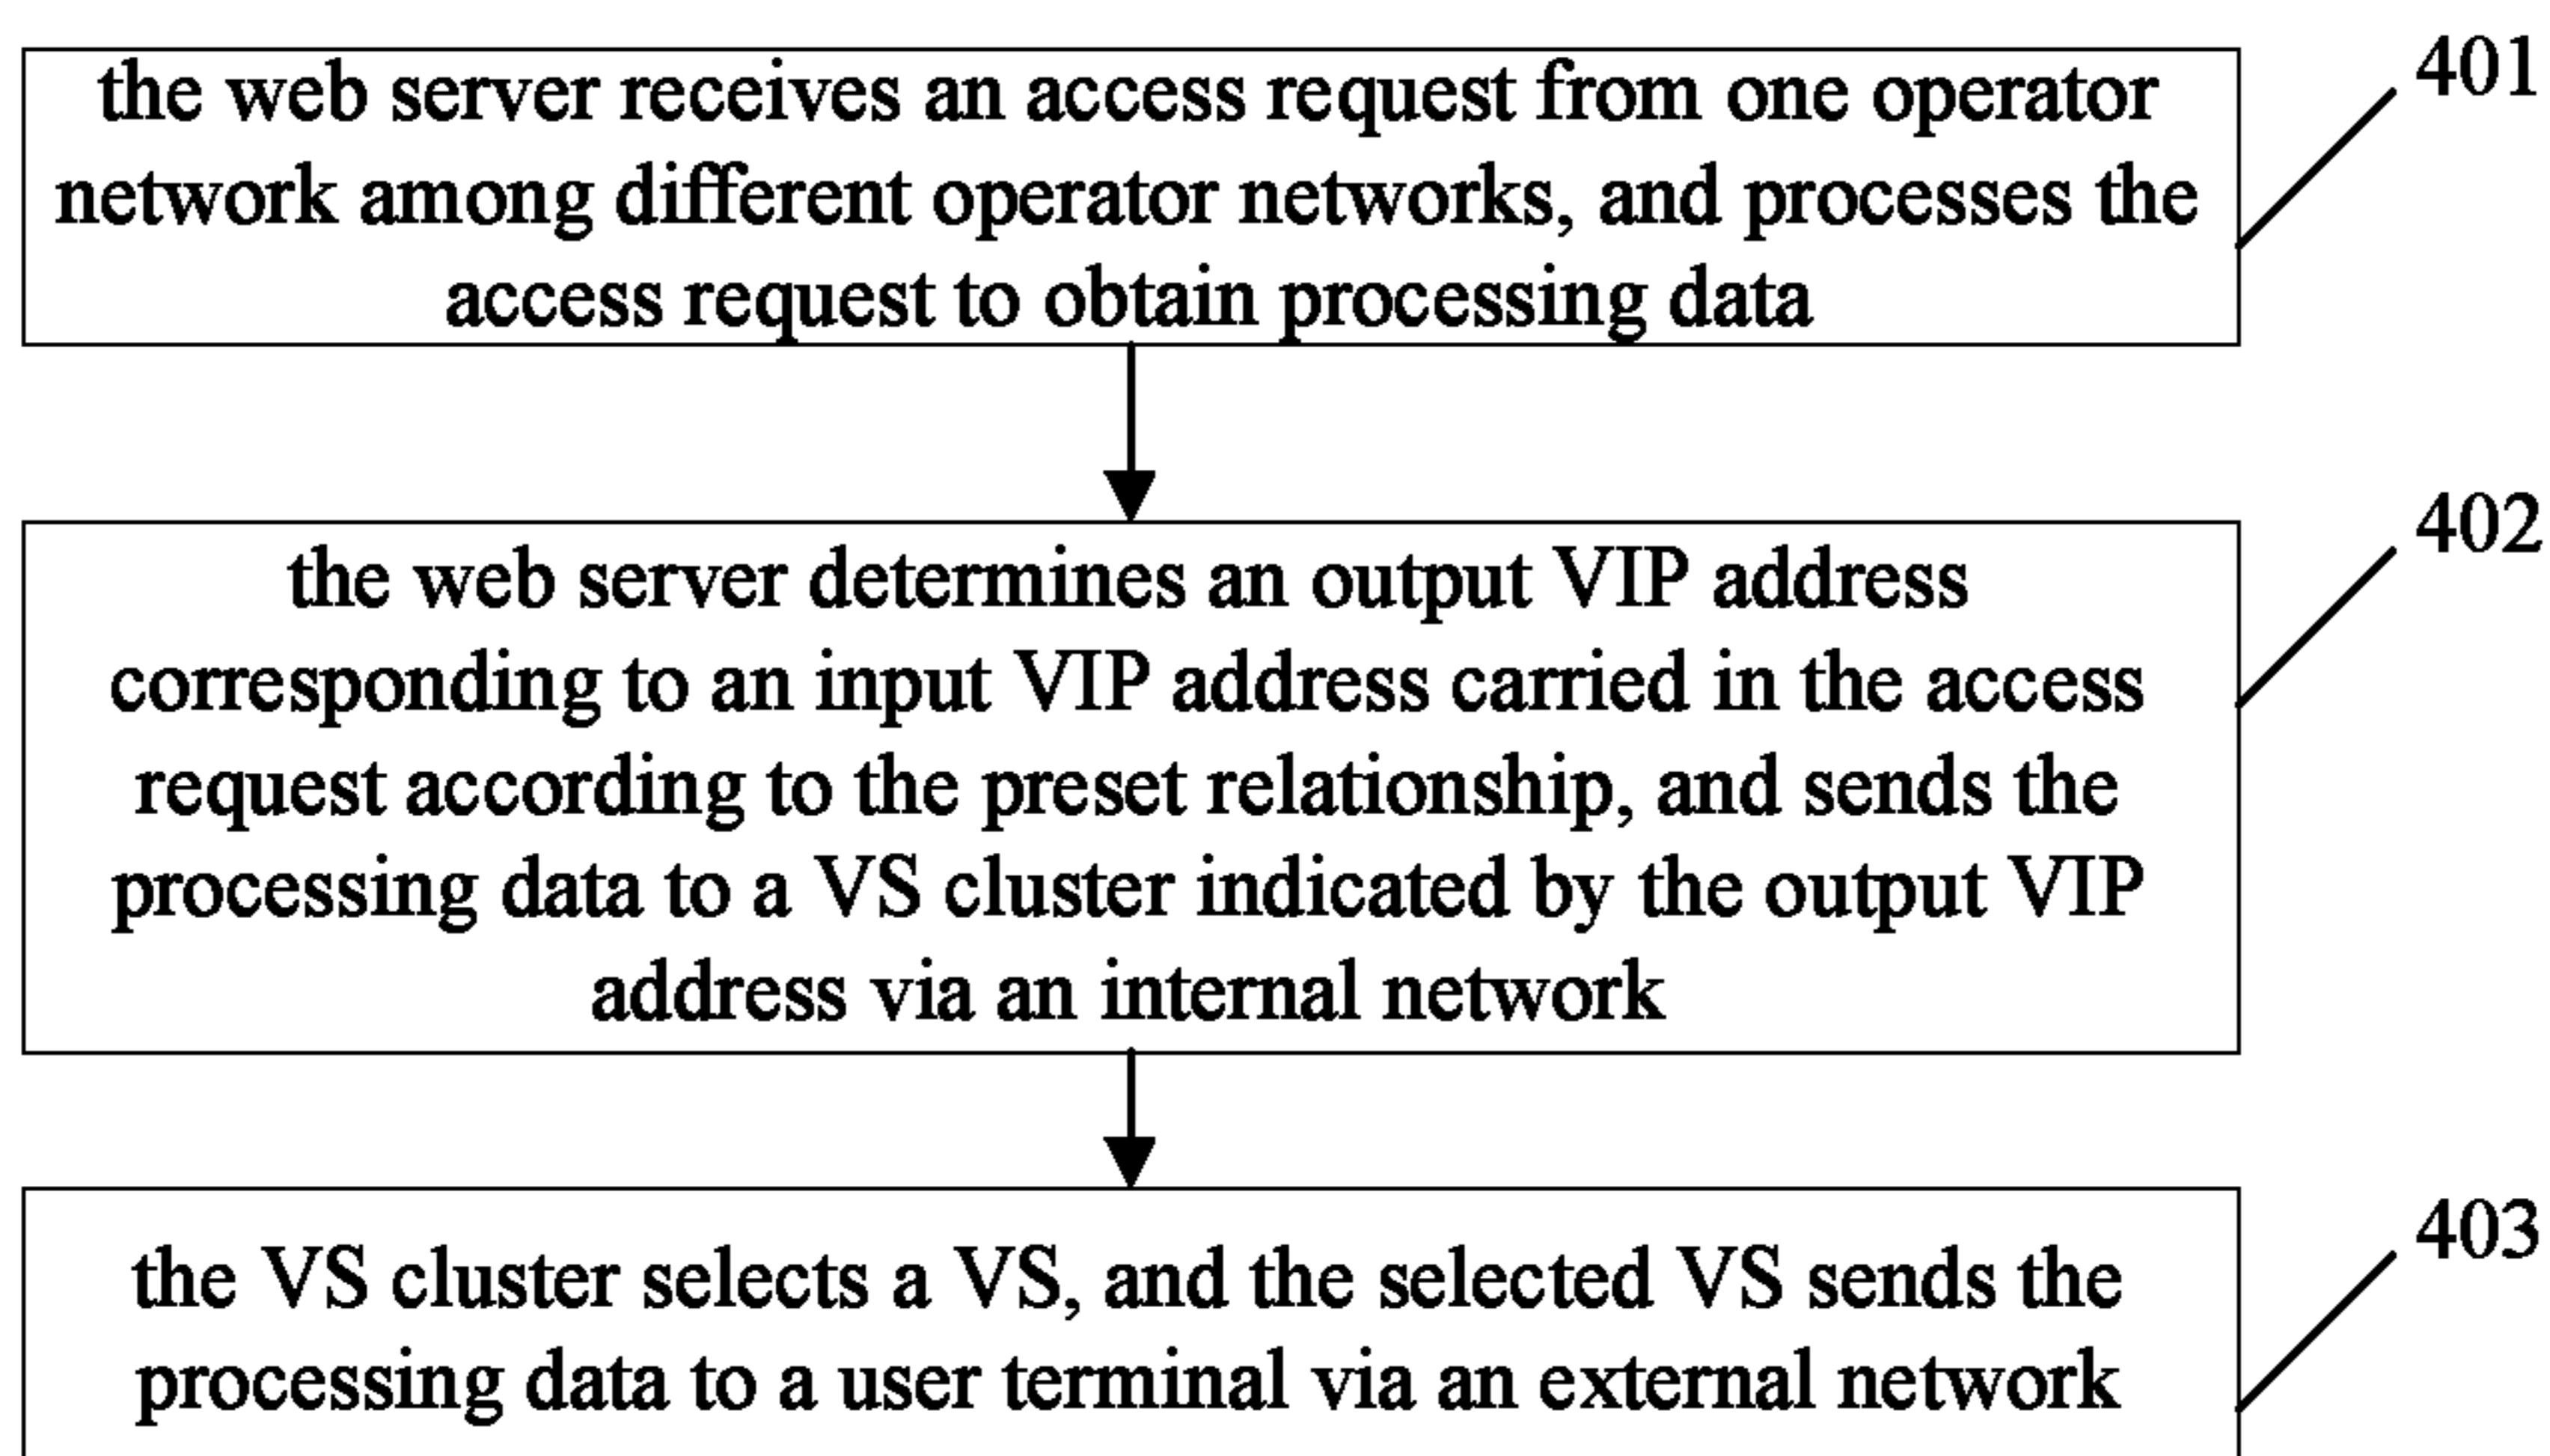 the web server receives an access request from one operator
network among different operator networks, and processes the
access request to obtain processing data
401
the web server determines an output VIP address
corresponding to an input VIP address carried in the access
request according to the preset relationship, and sends the
processing data to a VS cluster indicated by the output VIP
address via an internal network
402
the VS cluster selects a VS, and the selected VS sends the
processing data to a user terminal via an external network
403